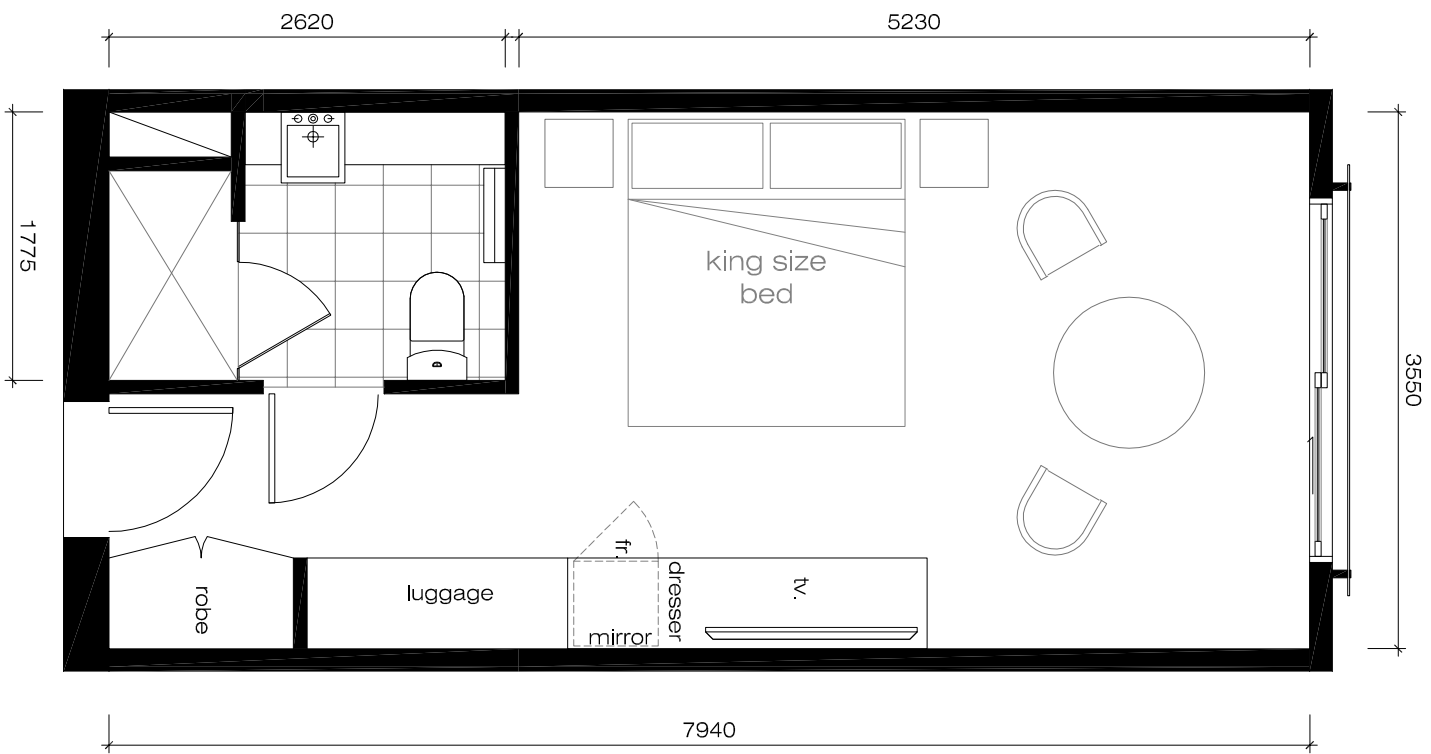 2620
5230
1775
king size
bed
3550
fr.
dresser
tv.
robe
luggage
mirror
7940